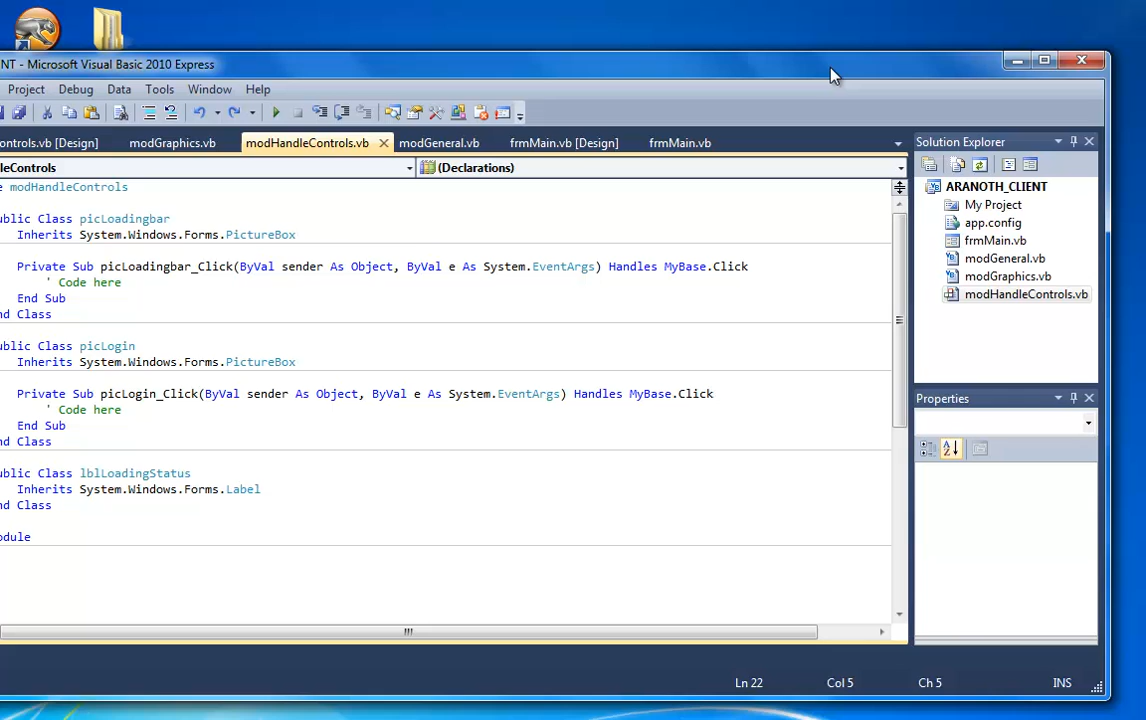 NT - Microsoft Visual Basic 2010 Express
Project Debug Data Tools Window Help
ontrols.vb [Design] modGraphics.vb modHandleControls.vb modGeneral.vb frmMain.vb [Design] frmMain.vb
leControls (Declarations)
e modHandleControls
ublic Class picLoadingbar
Inherits System.Windows.Forms.PictureBox
Private Sub picLoadingbar_Click(ByVal sender As Object, ByVal e As System.EventArgs) Handles MyBase.Click
' Code here
End Sub
nd Class
ublic Class picLogin
Inherits System.Windows.Forms.PictureBox
Private Sub picLogin_Click(ByVal sender As Object, ByVal e As System.EventArgs) Handles MyBase.Click
' Code here
End Sub
nd Class
ublic Class lblLoadingStatus
Inherits System.Windows.Forms.Label
nd Class
odule
Solution Explorer
ARANOTH_CLIENT
My Project
app.config
frmMain.vb
modGeneral.vb
modGraphics.vb
modHandleControls.vb
Properties
Ln 22 Col 5 Ch 5 INS